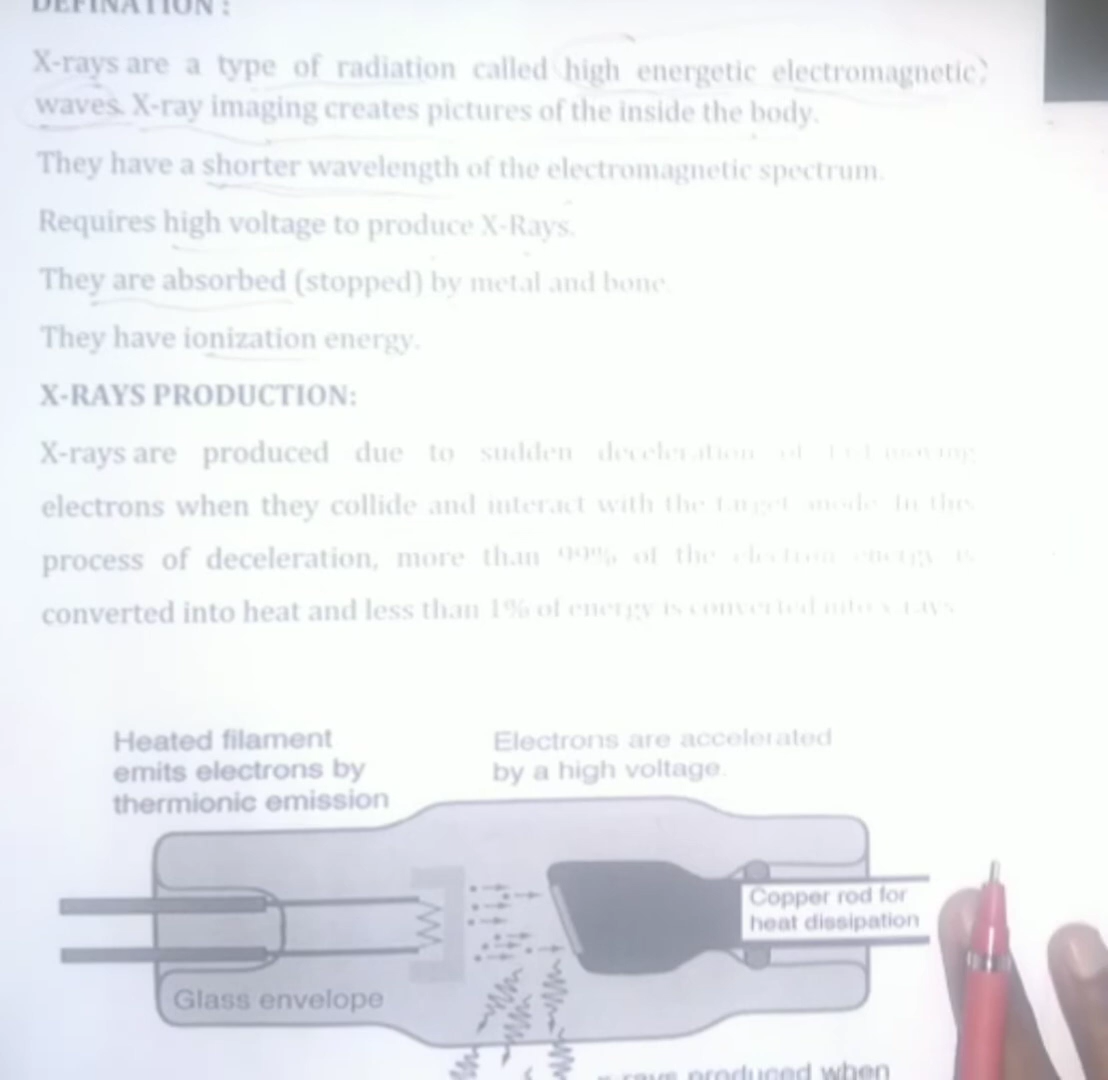 DEFINATION :
X-rays are a type of radiation called high energetic electromagnetic
waves. X-ray imaging creates pictures of the inside the body.
They have a shorter wavelength of the electromagnetic spectrum.
Requires high voltage to produce X-Rays.
They are absorbed (stopped) by metal and bone.
They have ionization energy.
X-RAYS PRODUCTION:
X-rays are produced due to sudden deceleration of moving
electrons when they collide and interact with the target In this
process of deceleration, more than 99% of the electron energy is
converted into heat and less than 1% of energy is converted into x-rays
Heated filament
emits electrons by
thermionic emission
Electrons are accelerated
by a high voltage.
Copper rod for
heat dissipation
Glass envelope
x-rays produced when